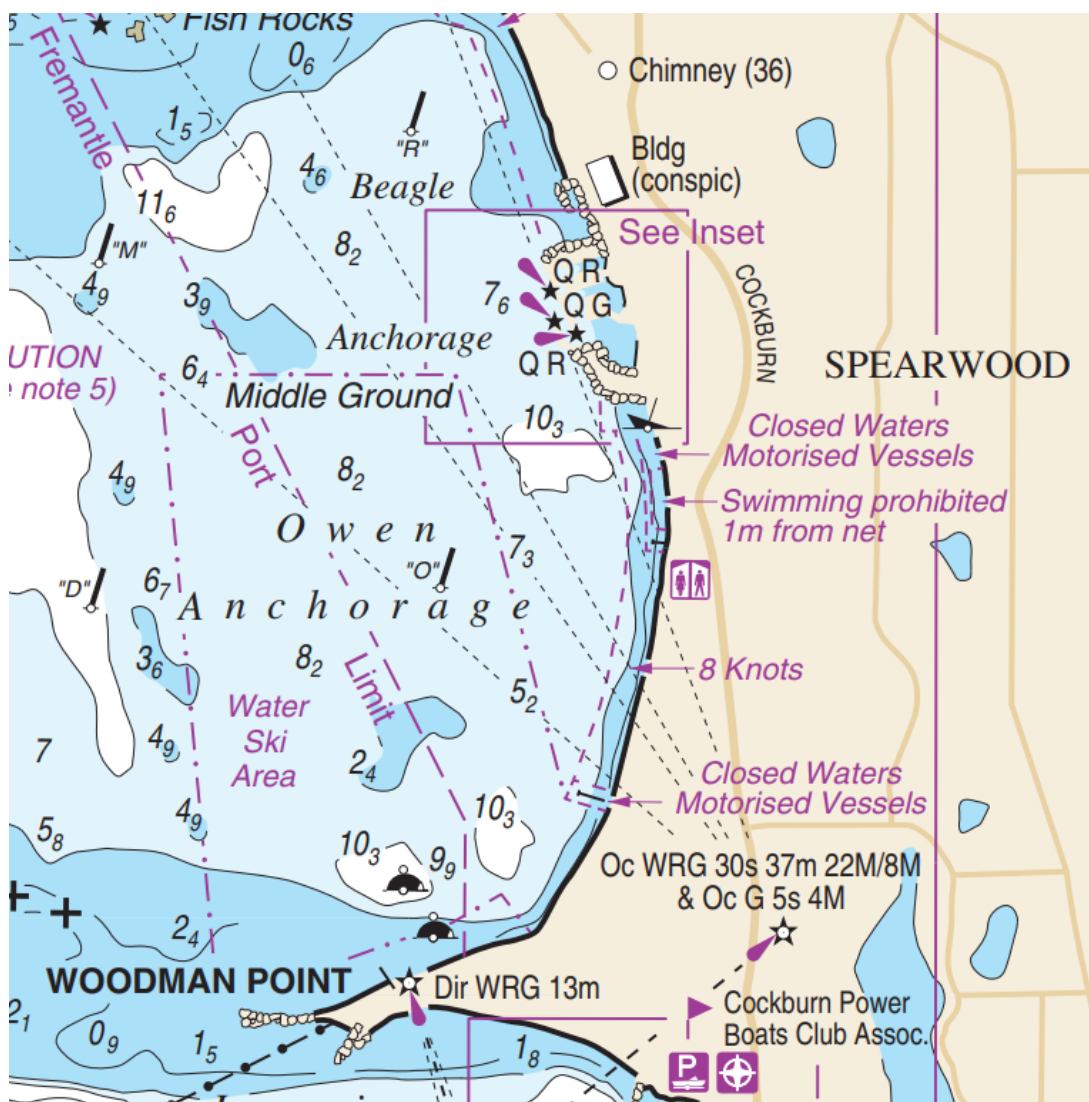 Fish Rocks
0₆
Fremantle
Chimney (36)
1₅
"R"
4₆
Bldg
(conspic)
Beagle
11₆
See Inset
"M"
8₂
4₉
3₉
Q R
7₆
Q G
COCKBURN
Anchorage
Q R
UTION
note 5)
6₄
SPEARWOOD
Middle Ground
10₃
Port
Closed Waters
Motorised Vessels
4₉
8₂
Swimming prohibited
1m from net
Owen
7₃
"D"
6₇
"O"
Anchorage
3₆
8₂
Limit
8 Knots
5₂
Water
Ski
Area
4₉
7
2₄
Closed Waters
Motorised Vessels
4₉
5₈
10₃
10₃
9₉
Oc WRG 30s 37m 22M/8M
& Oc G 5s 4M
2₄
WOODMAN POINT
Dir WRG 13m
Cockburn Power
Boats Club Assoc.
2₁
0₉
1₅
1₈
P